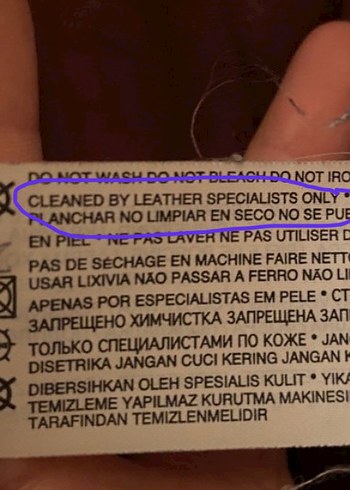 DO NOT WASH DO NOT BLEACH DO NOT IRO
CLEANED BY LEATHER SPECIALISTS ONLY *
PLANCHAR NO LIMPIAR EN SECO NO SE PUE
EN PIEL * NE PAS LAVER NE PAS UTILISER D
PAS DE SÉCHAGE EN MACHINE FAIRE NETT
USAR LIXIVIA NÃO PASSAR A FERRO NÃO LI
APENAS POR ESPECIALISTAS EM PELE * СТ
ЗАПРЕЩЕНО ХИМЧИСТКА ЗАПРЕЩЕНА ЗАП
ТОЛЬКО СПЕЦИАЛИСТАМИ ПО КОЖЕ * JAN
DISETRIKA JANGAN CUCI KERING JANGAN K
DIBERSIHKAN OLEH SPESIALIS KULIT * YIKA
TEMIZLEME YAPILMAZ KURUTMA MAKINESI
TARAFINDAN TEMIZLENMELIDIR